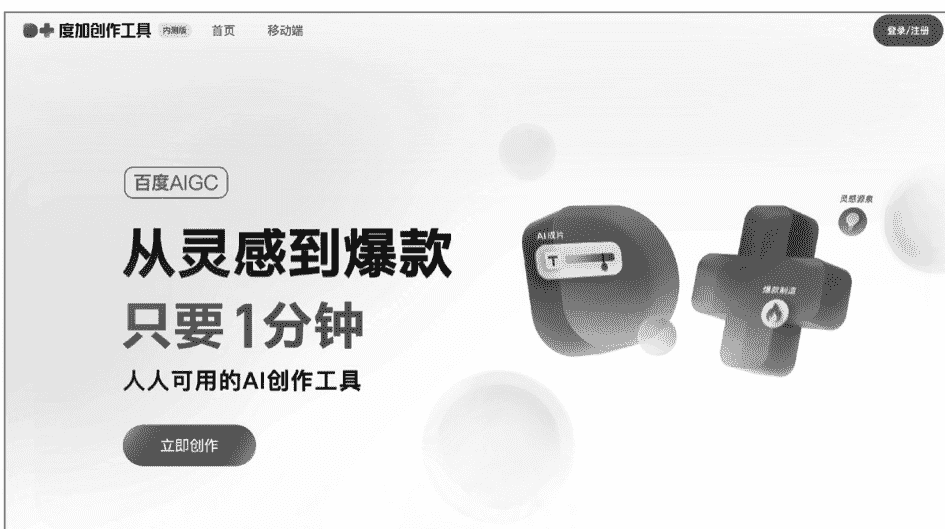 度加创作工具 内测版 首页 移动端 登录/注册
百度AIGC
从灵感到爆款
只要1分钟
人人可用的AI创作工具
立即创作
AI成片
T
灵感源泉
爆款制造